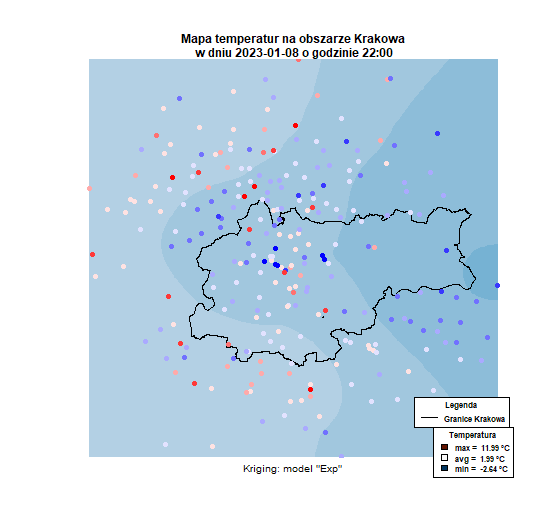 Mapa temperatur na obszarze Krakowa
w dniu 2023-01-08 o godzinie 22:00
Legenda
Granice Krakowa
Temperatura
max = 11.99 °C
avg = 1.99 °C
min = -2.64 °C
Kriging: model "Exp"